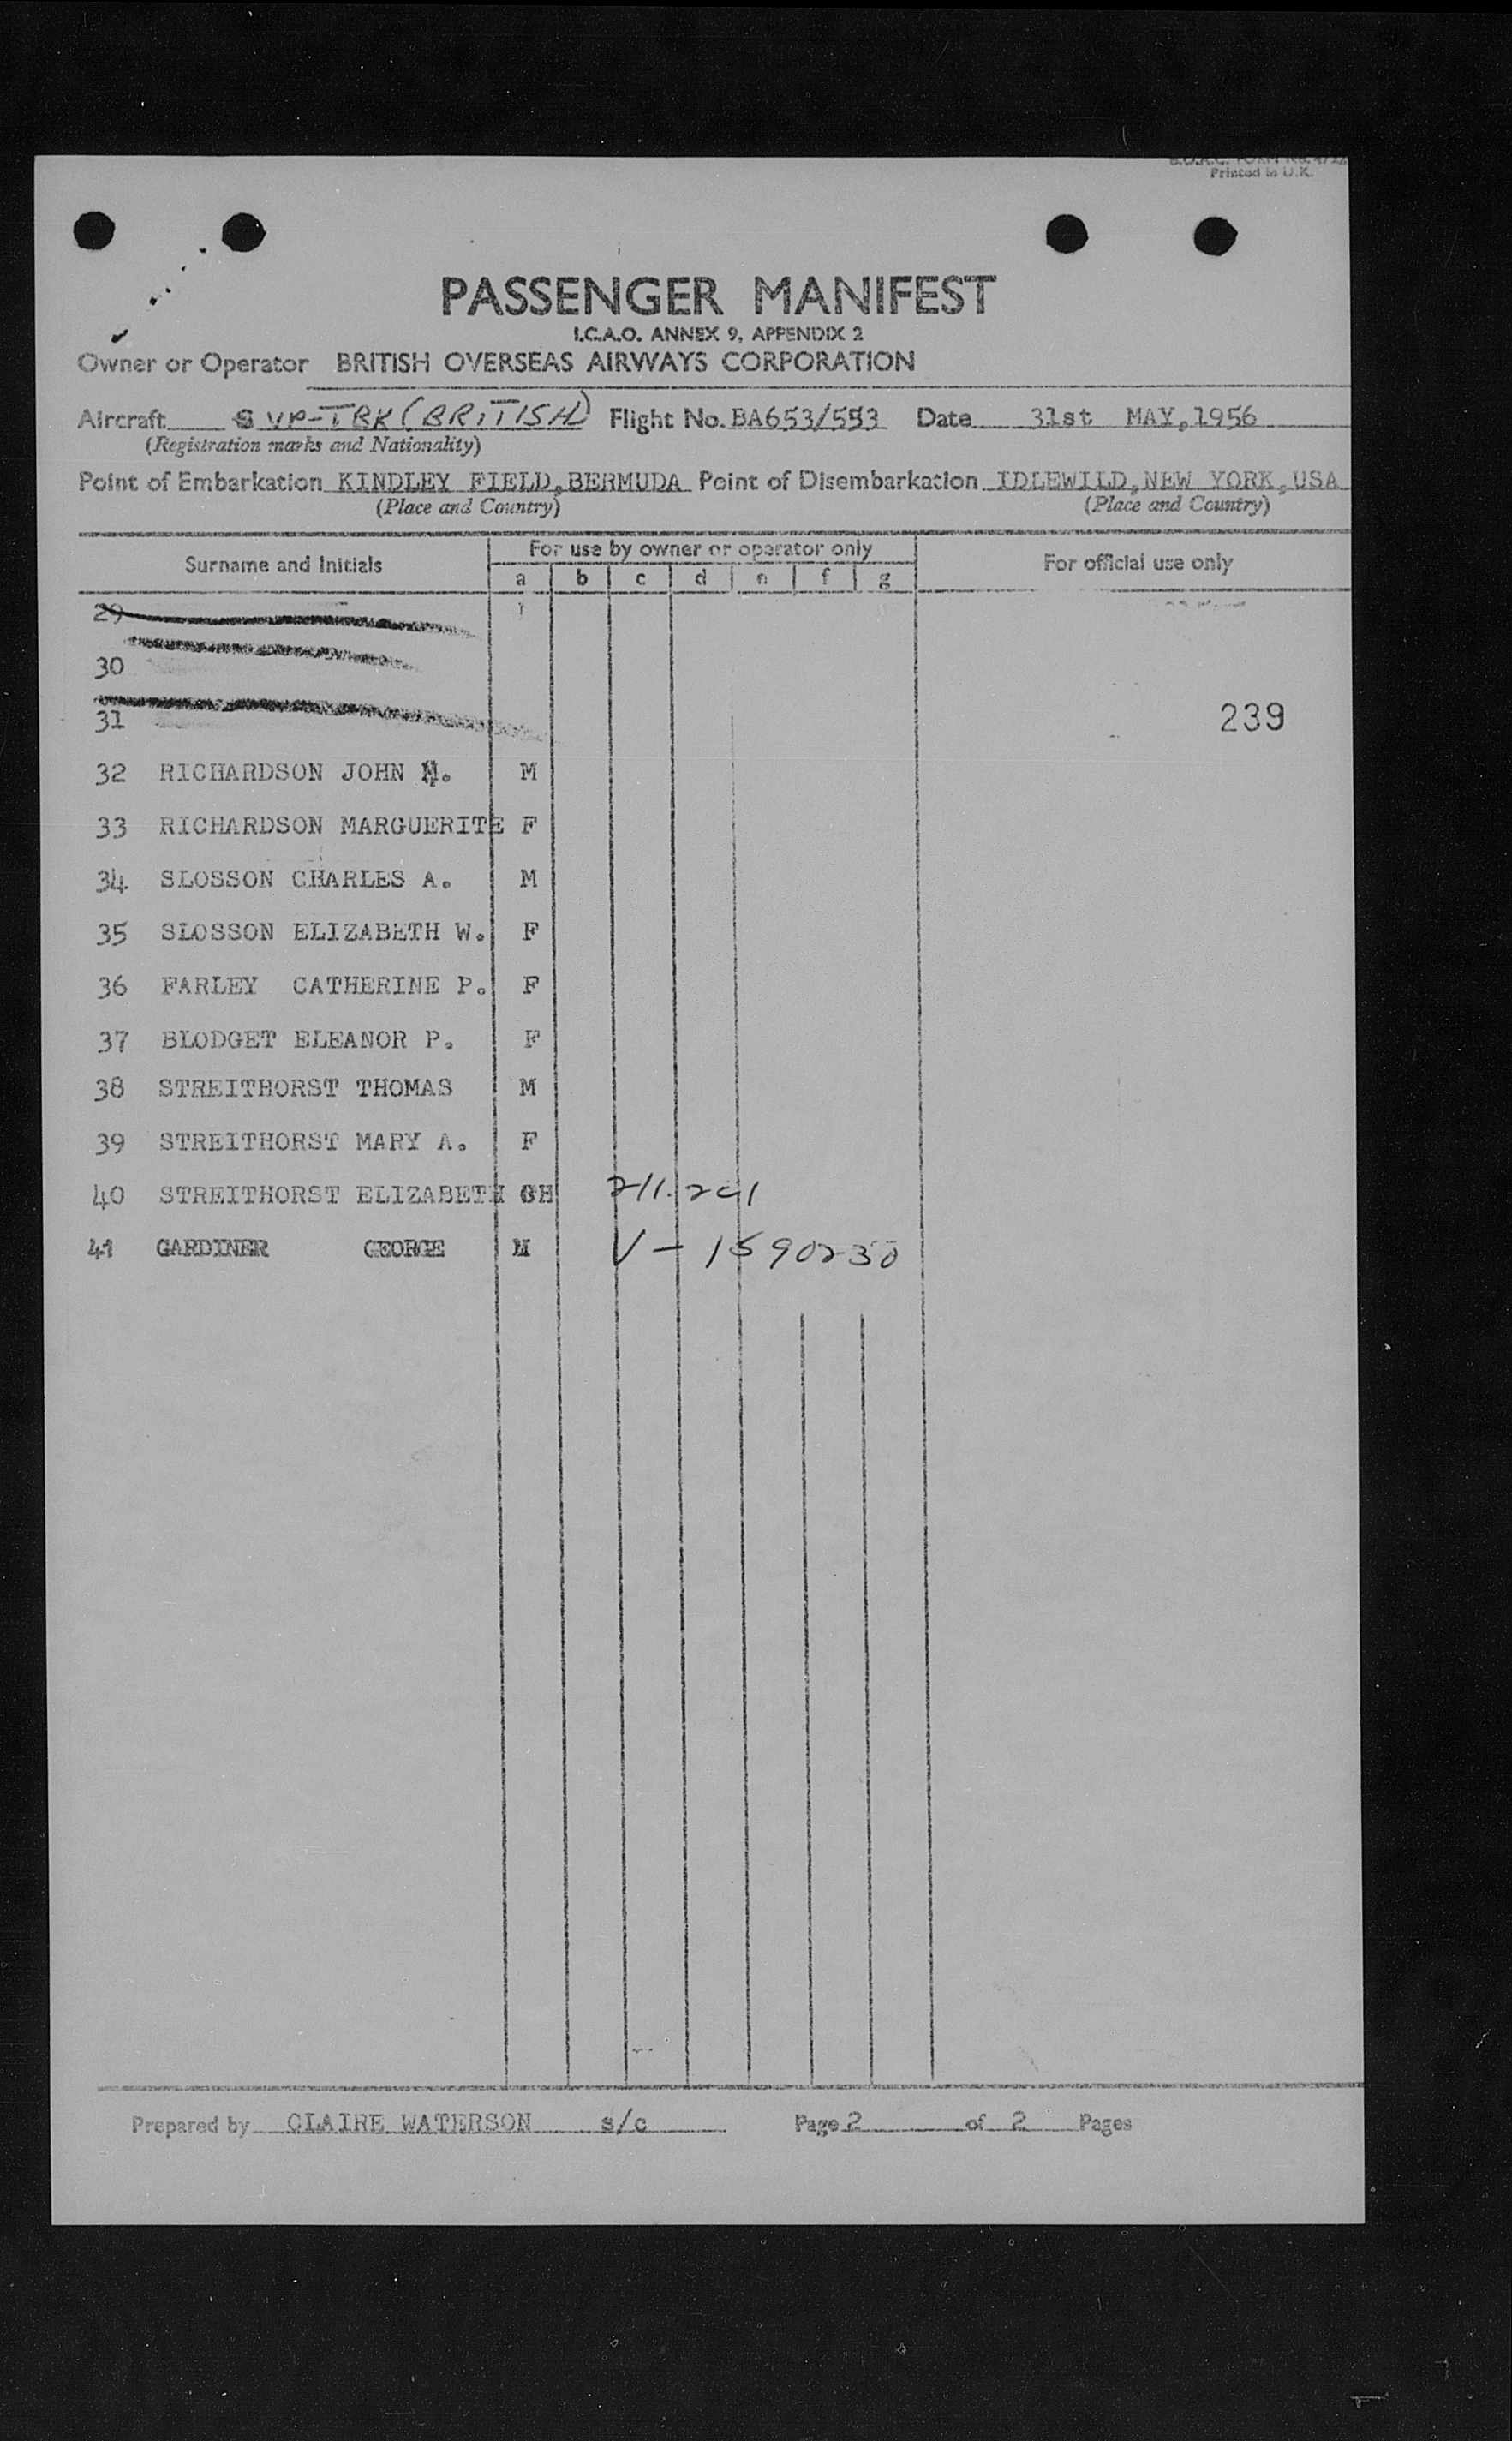 Printed in U.K.
PASSENGER MANIFEST
I.C.A.O. ANNEX 9, APPENDIX 2
Owner or Operator BRITISH OVERSEAS AIRWAYS CORPORATION
Aircraft VP-TBK (BRITISH) Flight No. BA653/553 Date 31st MAY, 1956
(Registration marks and Nationality)
Point of Embarkation KINDLEY FIELD, BERMUDA Point of Disembarkation IDLEWILD, NEW YORK, USA
(Place and Country) (Place and Country)
Surname and Initials For use by owner or operator only For official use only
a b c d e f g
29
30
31 239
32 RICHARDSON JOHN M
33 RICHARDSON MARGUERITE F
34 SLOSSON CHARLES A. M
35 SLOSSON ELIZABETH W. F
36 FARLEY CATHERINE P. F
37 BLODGET ELEANOR P. F
38 STREITHORST THOMAS M
39 STREITHORST MARY A. F
40 STREITHORST ELIZABETH CH 211.201
41 GARDINER GEORGE M V-1590230
Prepared by CLAIRE WATERSON s/c Page 2 of 2 Pages